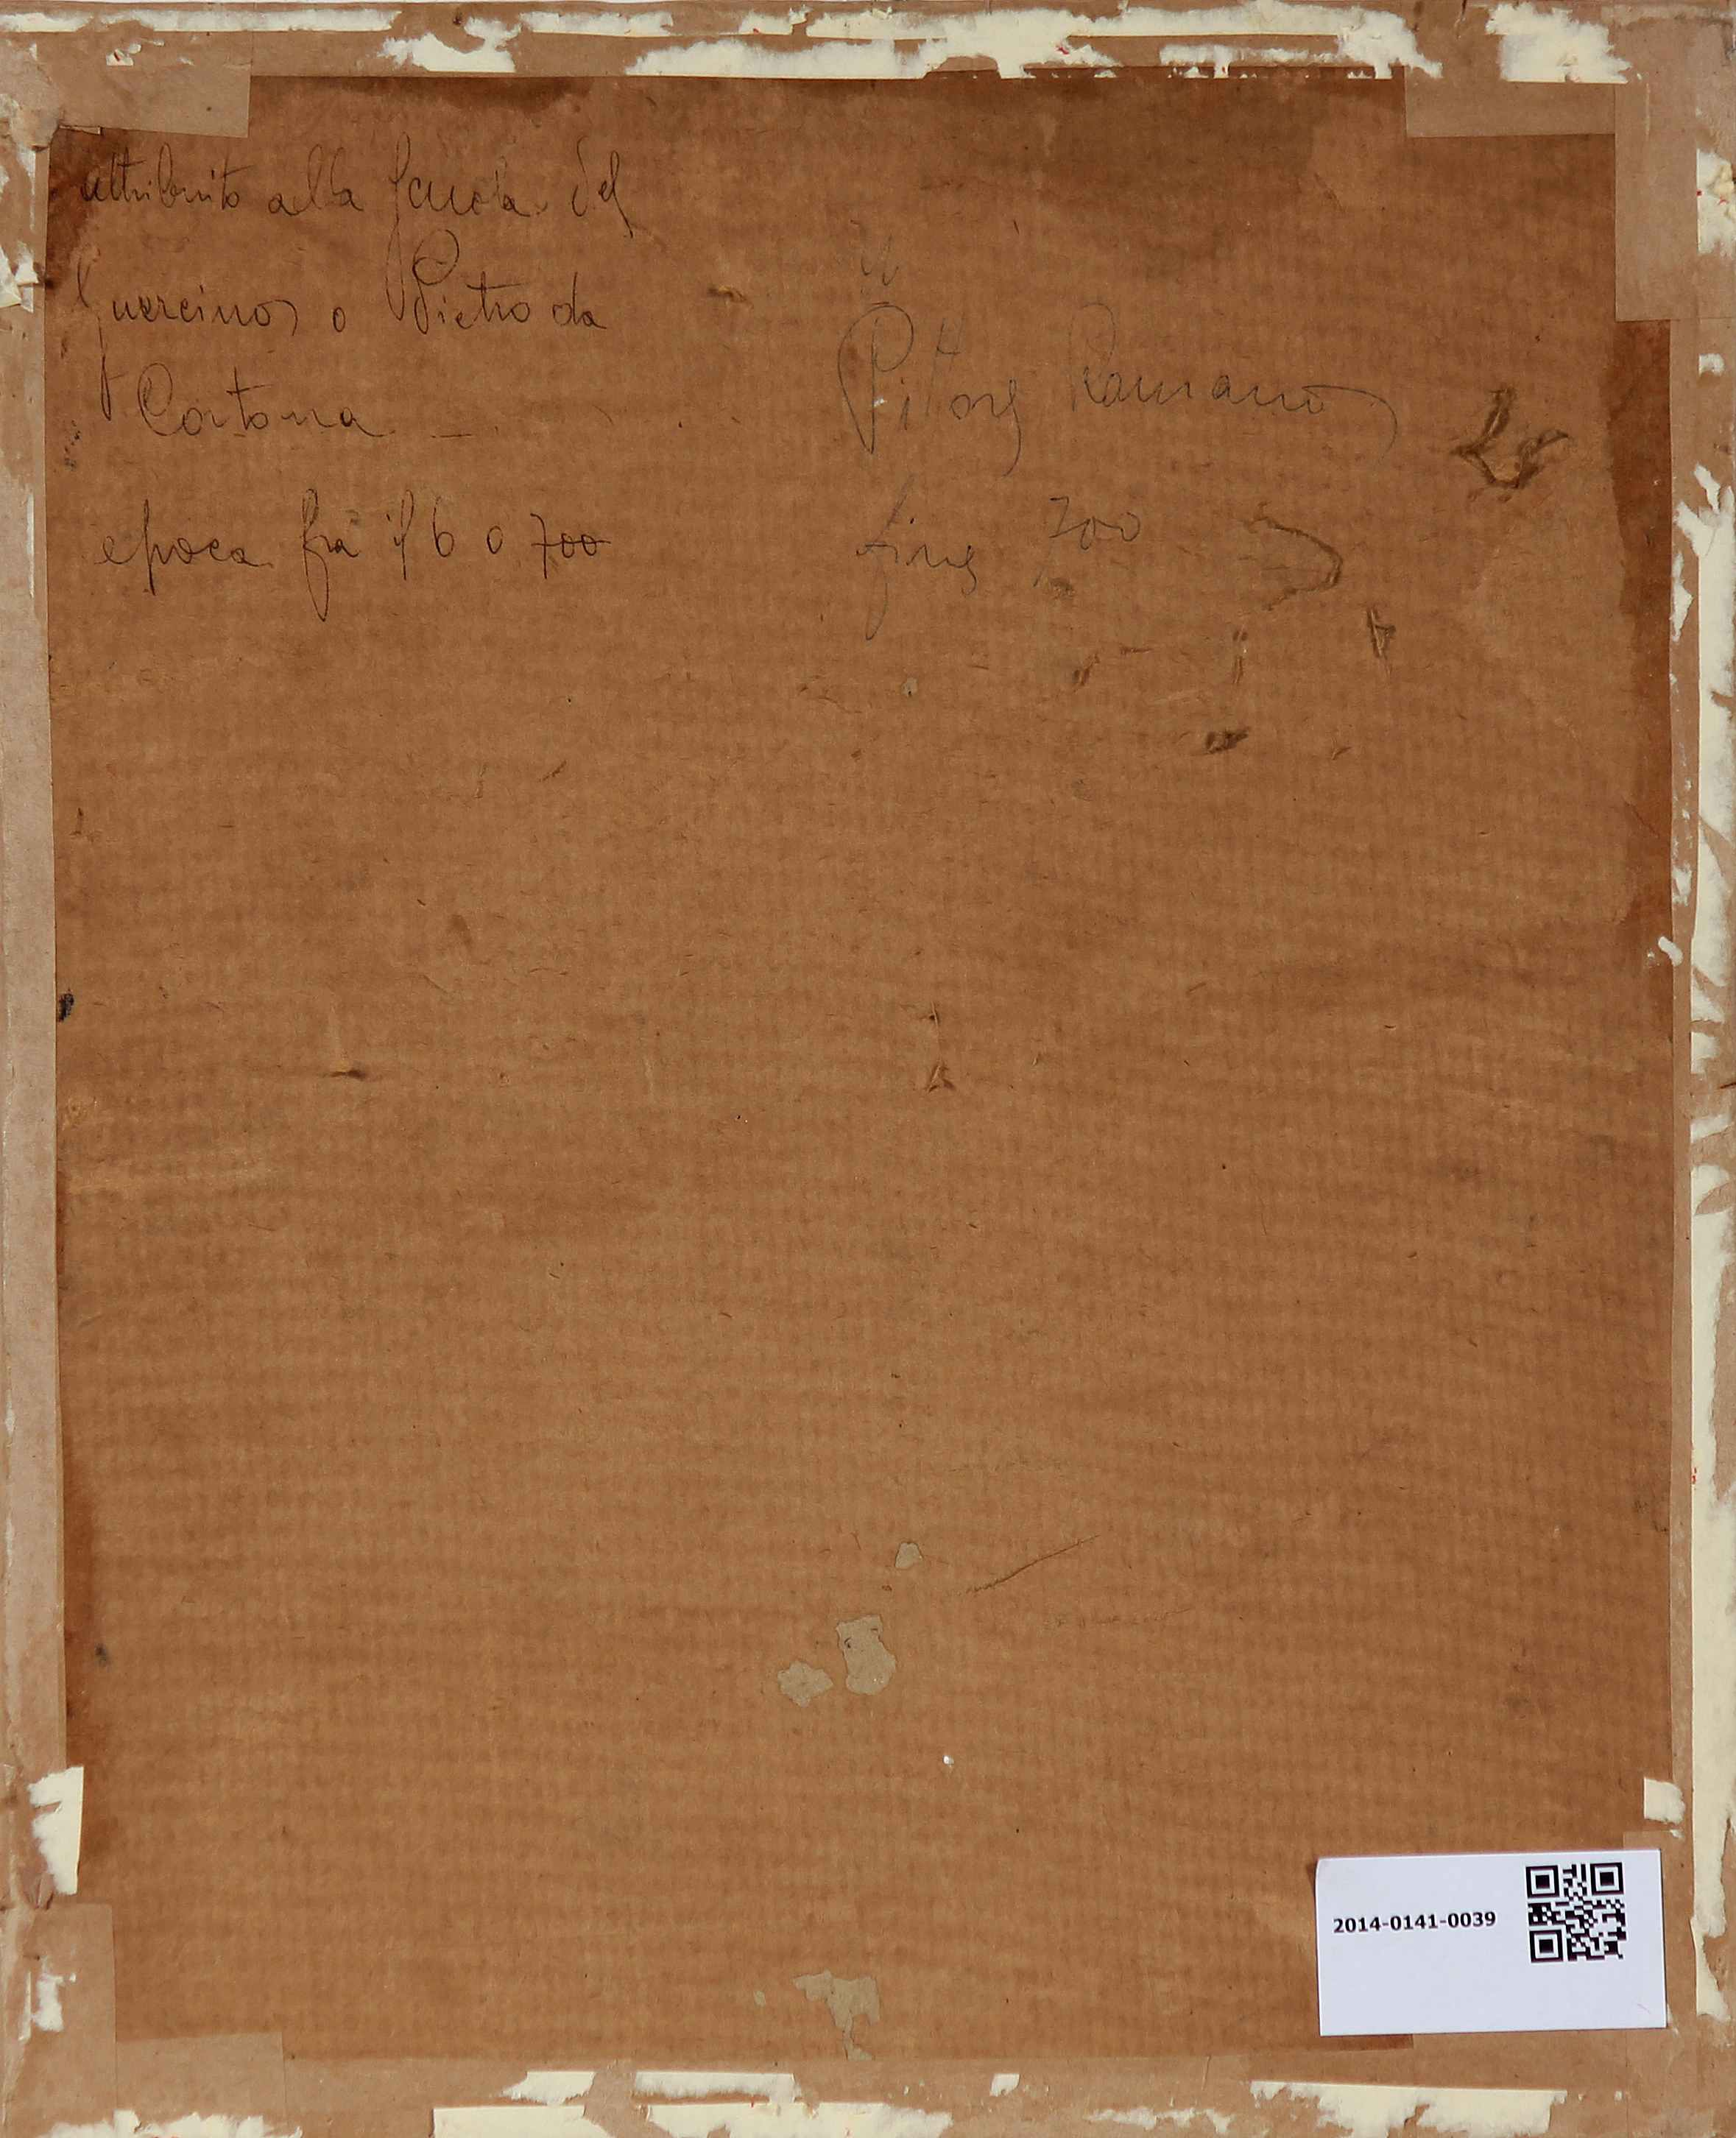 attribuito alla scuola del
Guercino o Pietro da
Cortona
epoca fra il 6 o 700
Pittore Romano
fine 700
2014-0141-0039